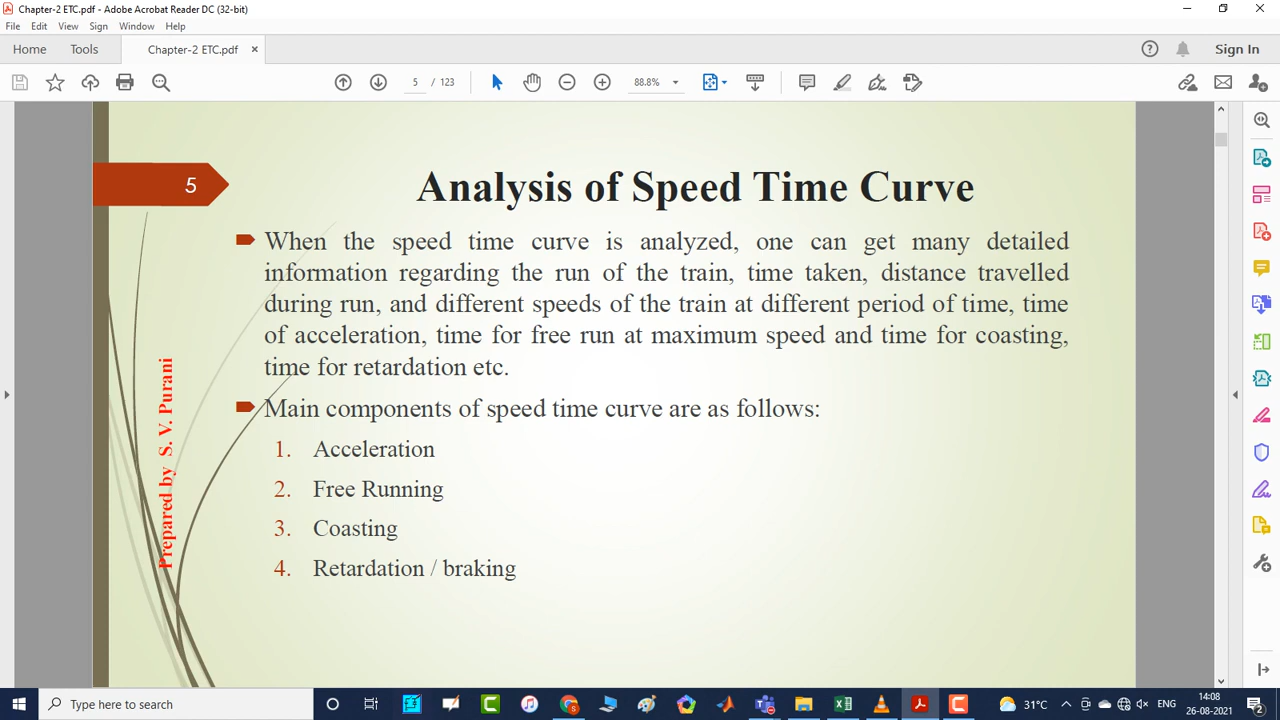 Chapter-2 ETC.pdf - Adobe Acrobat Reader DC (32-bit)
File Edit View Sign Window Help
Home Tools Chapter-2 ETC.pdf × Sign In
5 / 123 88.8%
5
Analysis of Speed Time Curve
When the speed time curve is analyzed, one can get many detailed
information regarding the run of the train, time taken, distance travelled
during run, and different speeds of the train at different period of time, time
of acceleration, time for free run at maximum speed and time for coasting,
time for retardation etc.
Main components of speed time curve are as follows:
1. Acceleration
2. Free Running
3. Coasting
4. Retardation / braking
Prepared by S. V. Purani
Type here to search
31°C ENG
14:08
26-08-2021
2